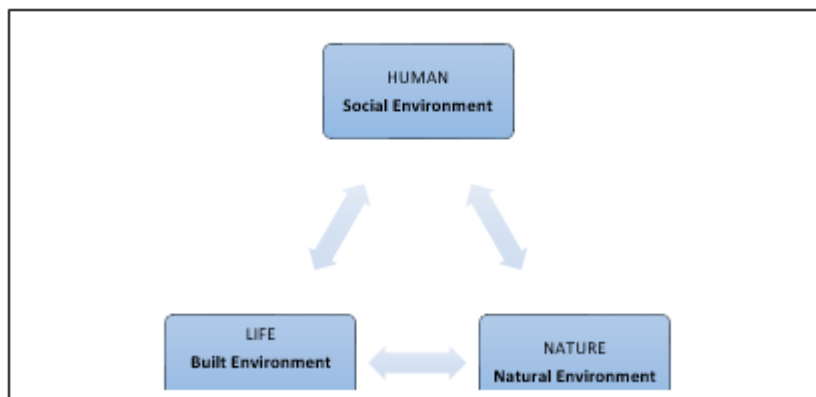 HUMAN
Social Environment
LIFE
Built Environment
NATURE
Natural Environment